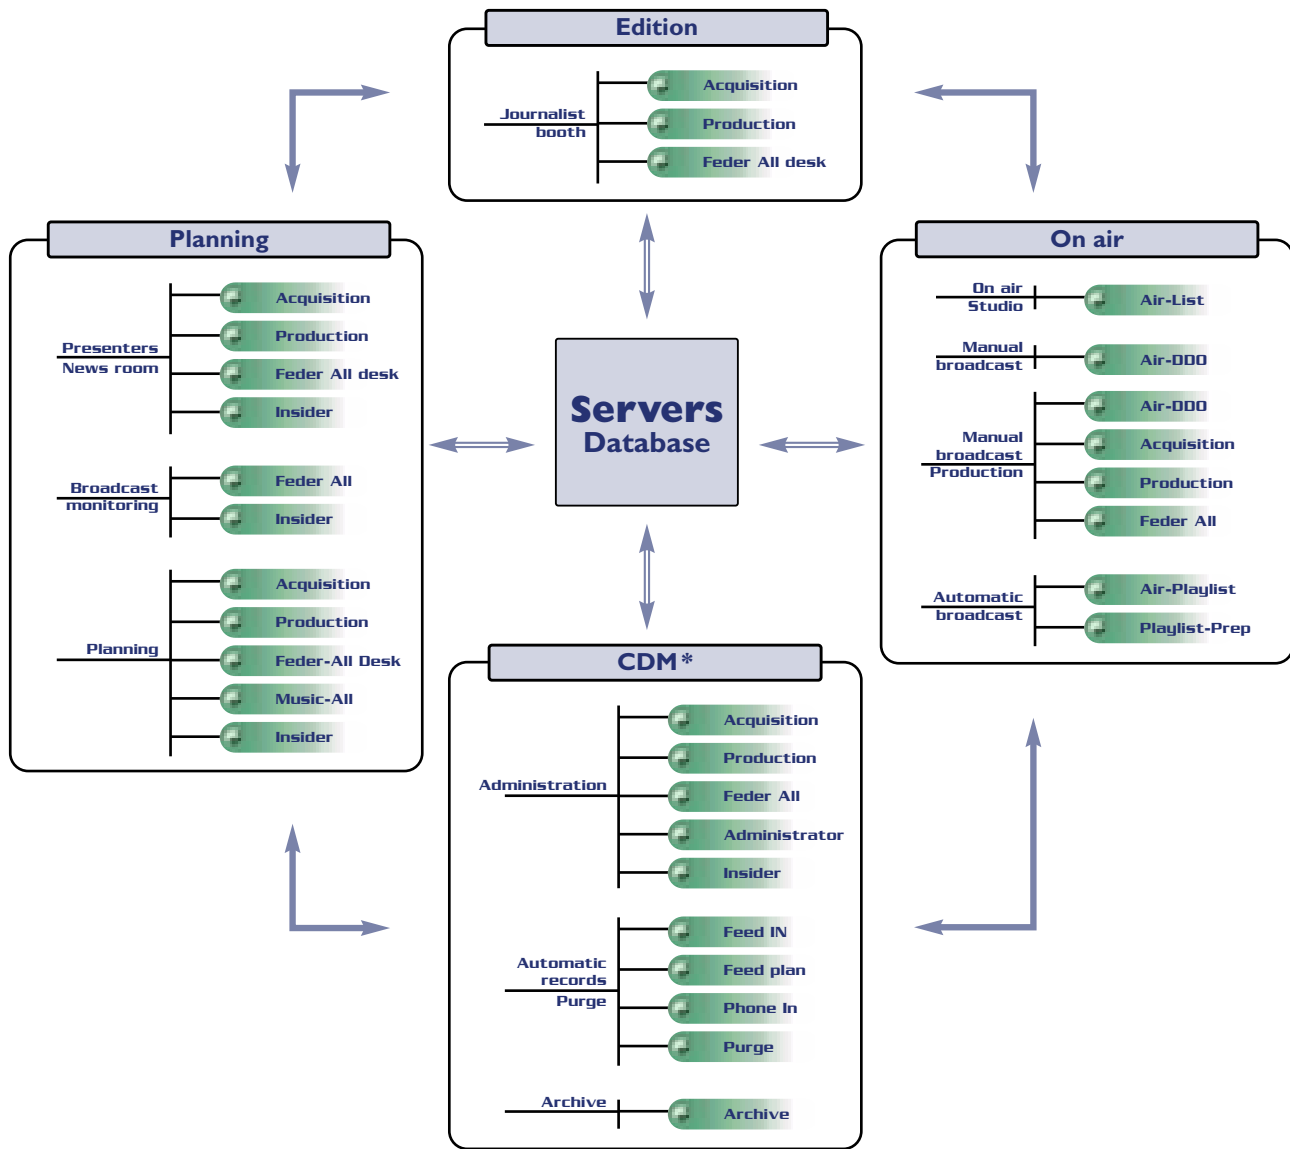 Edition
Journalist
booth
Acquisition
Production
Feder All desk
Planning
Presenters
News room
Acquisition
Production
Feder All desk
Insider
Broadcast
monitoring
Feder All
Insider
Planning
Acquisition
Production
Feder-All Desk
Music-All
Insider
Servers
Database
On air
On air
Studio
Air-List
Manual
broadcast
Air-DDO
Manual
broadcast
Production
Air-DDO
Acquisition
Production
Feder All
Automatic
broadcast
Air-Playlist
Playlist-Prep
CDM*
Administration
Acquisition
Production
Feder All
Administrator
Insider
Automatic
records
Purge
Feed IN
Feed plan
Phone In
Purge
Archive
Archive